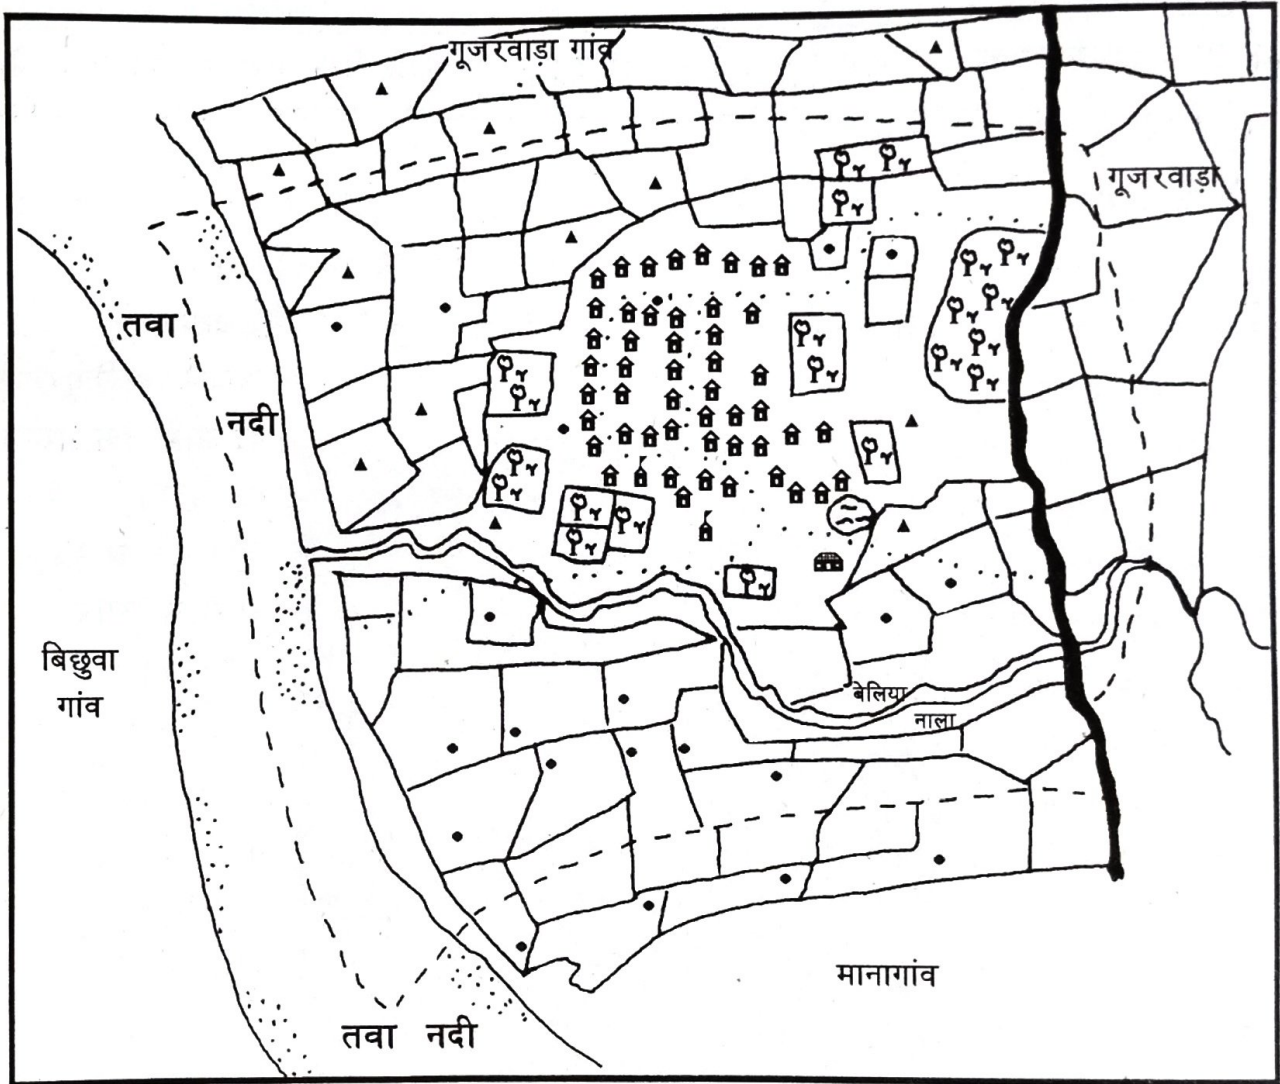 गूजरवाड़ा गांव
गूजरवाड़ा
तवा
नदी
बिछुवा
गांव
बेलिया
नाला
मानागांव
तवा नदी